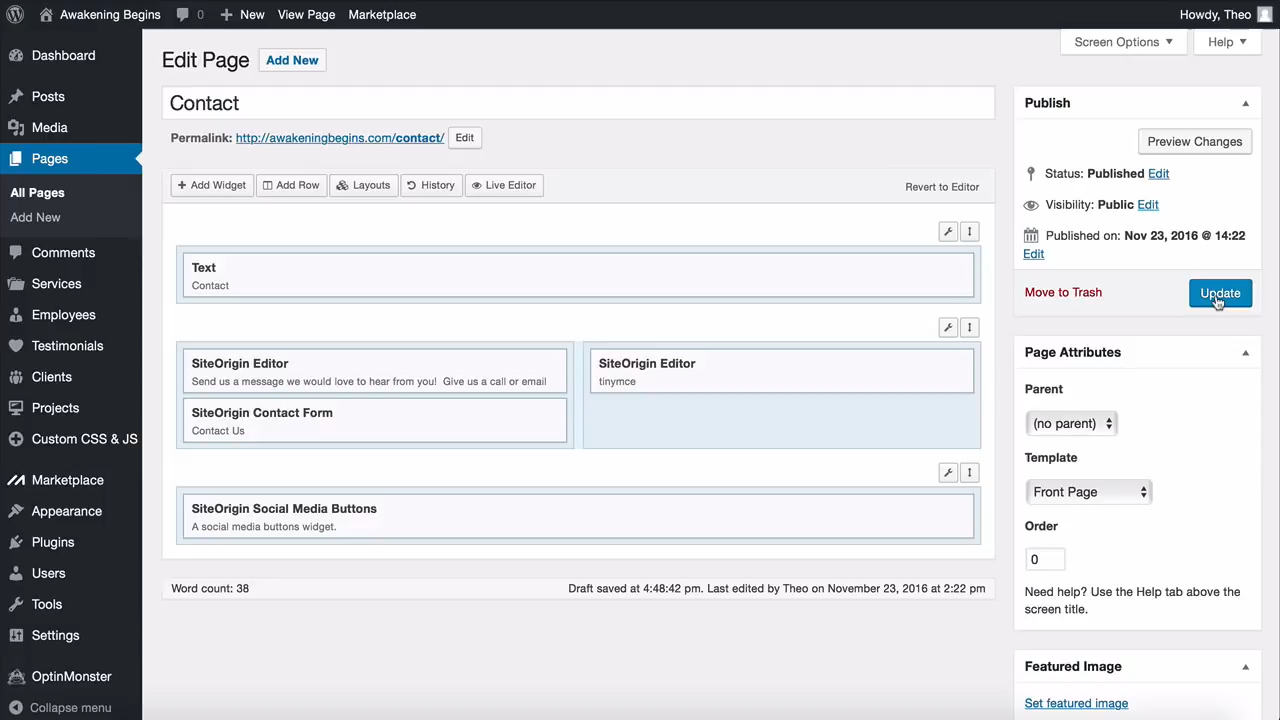 Awakening Begins
0
New
View Page
Marketplace
Howdy, Theo
Dashboard
Posts
Media
Pages
All Pages
Add New
Comments
Services
Employees
Testimonials
Clients
Projects
Custom CSS & JS
Marketplace
Appearance
Plugins
Users
Tools
Settings
OptinMonster
Collapse menu
Screen Options
Help
Edit Page
Add New
Contact
Permalink: http://awakeningbegins.com/contact/ Edit
Add Widget
Add Row
Layouts
History
Live Editor
Revert to Editor
Text
Contact
SiteOrigin Editor
Send us a message we would love to hear from you! Give us a call or email
SiteOrigin Contact Form
Contact Us
SiteOrigin Editor
tinymce
SiteOrigin Social Media Buttons
A social media buttons widget.
Word count: 38
Draft saved at 4:48:42 pm. Last edited by Theo on November 23, 2016 at 2:22 pm
Publish
Preview Changes
Status: Published Edit
Visibility: Public Edit
Published on: Nov 23, 2016 @ 14:22
Edit
Move to Trash
Update
Page Attributes
Parent
(no parent)
Template
Front Page
Order
0
Need help? Use the Help tab above the
screen title.
Featured Image
Set featured image